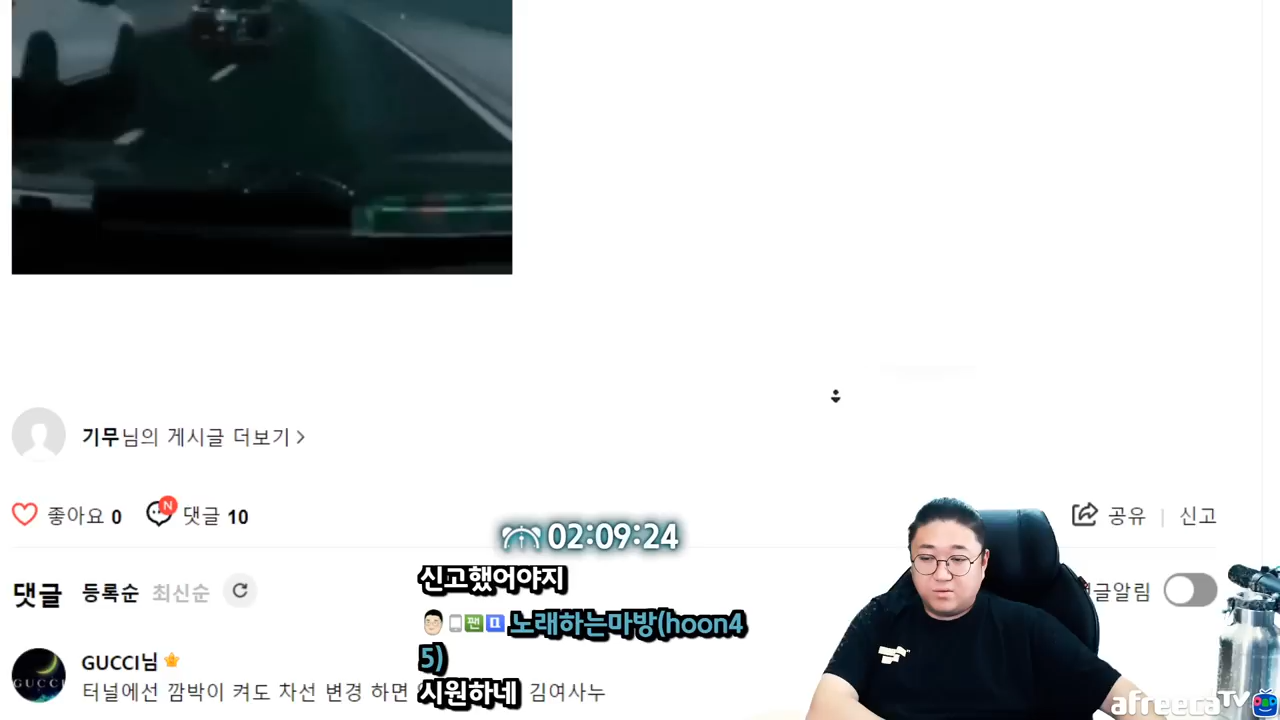 기무님의 게시글 더보기
좋아요 0
N
댓글 10
공유
신고
02:09:24
댓글
등록순
최신순
신고했어야지
글알림
팬
노래하는마방(hoon4
5)
GUCCI
GUCCI님
터널에선 깜박이 켜도 차선 변경 하면
시원하네
김여사누
afreecaTV